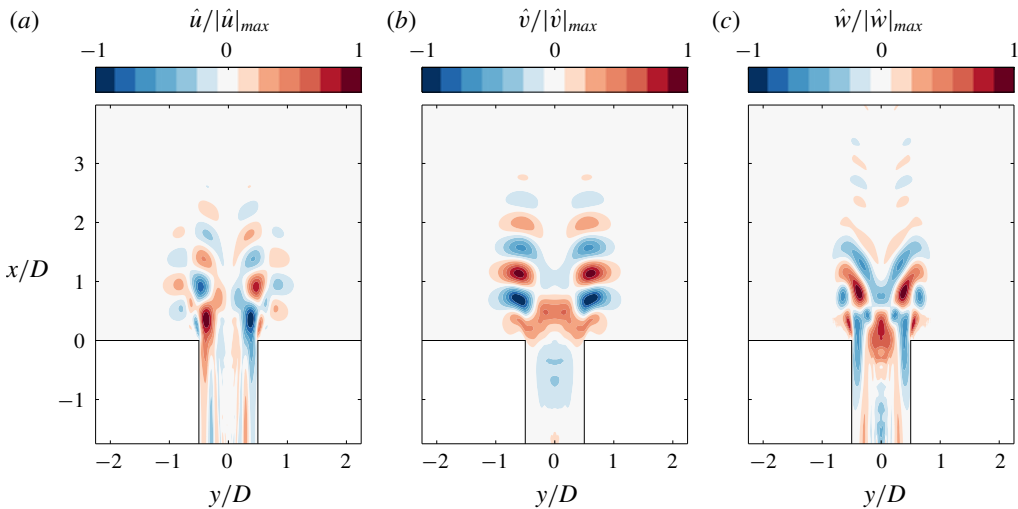 (a) û/|û|max (b) v̂/|v̂|max (c) ŵ/|ŵ|max
−1 0 1 −1 0 1 −1 0 1
3
2
x/D 1
0
−1
−2 −1 0 1 2 −2 −1 0 1 2 −2 −1 0 1 2
y/D y/D y/D